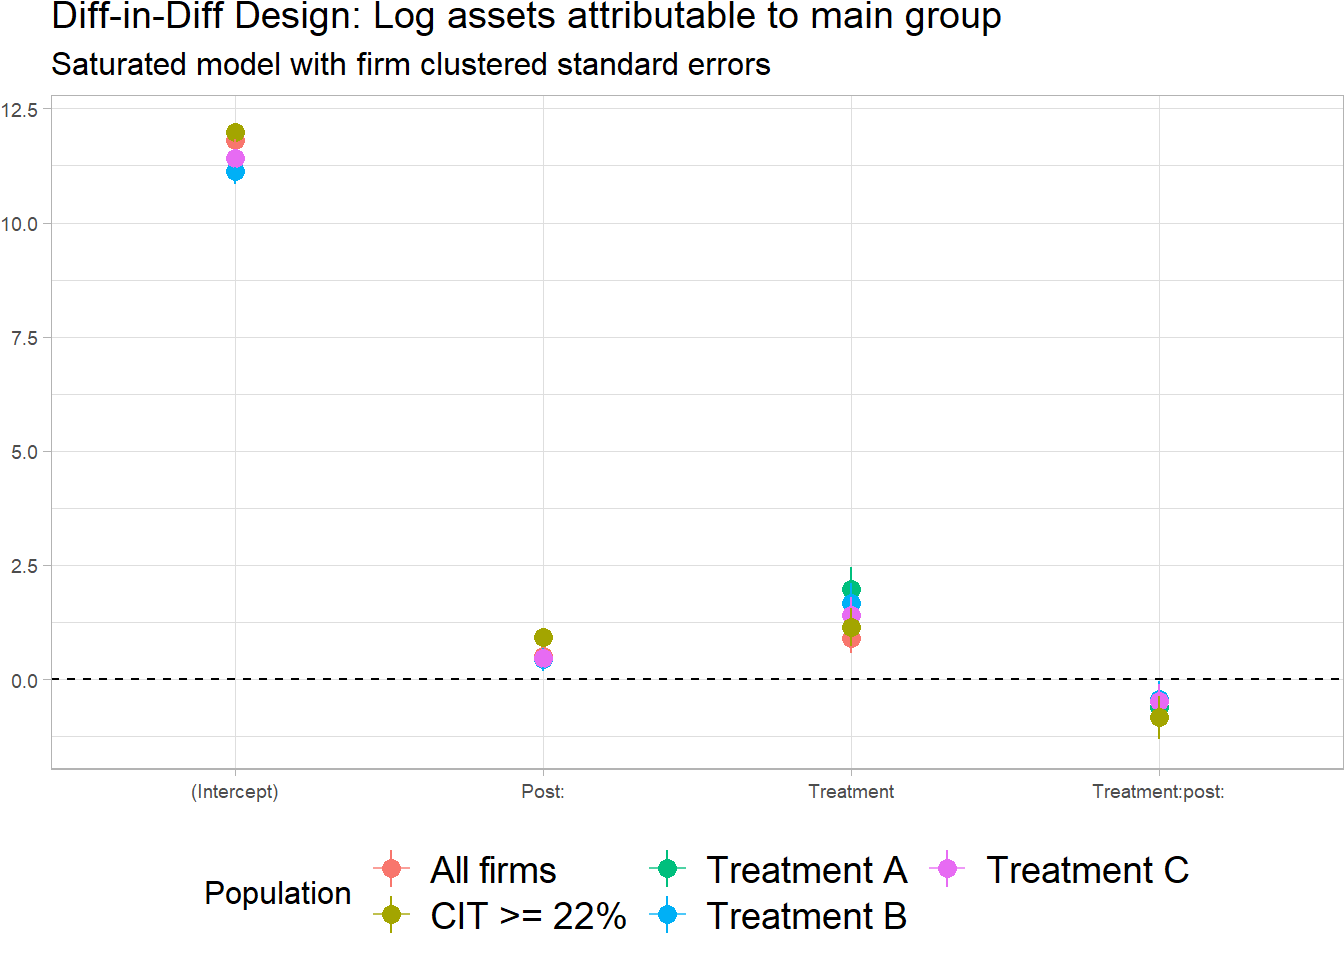 Diff-in-Diff Design: Log assets attributable to main group
Saturated model with firm clustered standard errors
12.5
10.0
7.5
5.0
2.5
0.0
(Intercept) Post: Treatment Treatment:post:
Population
All firms Treatment A Treatment C
CIT >= 22% Treatment B